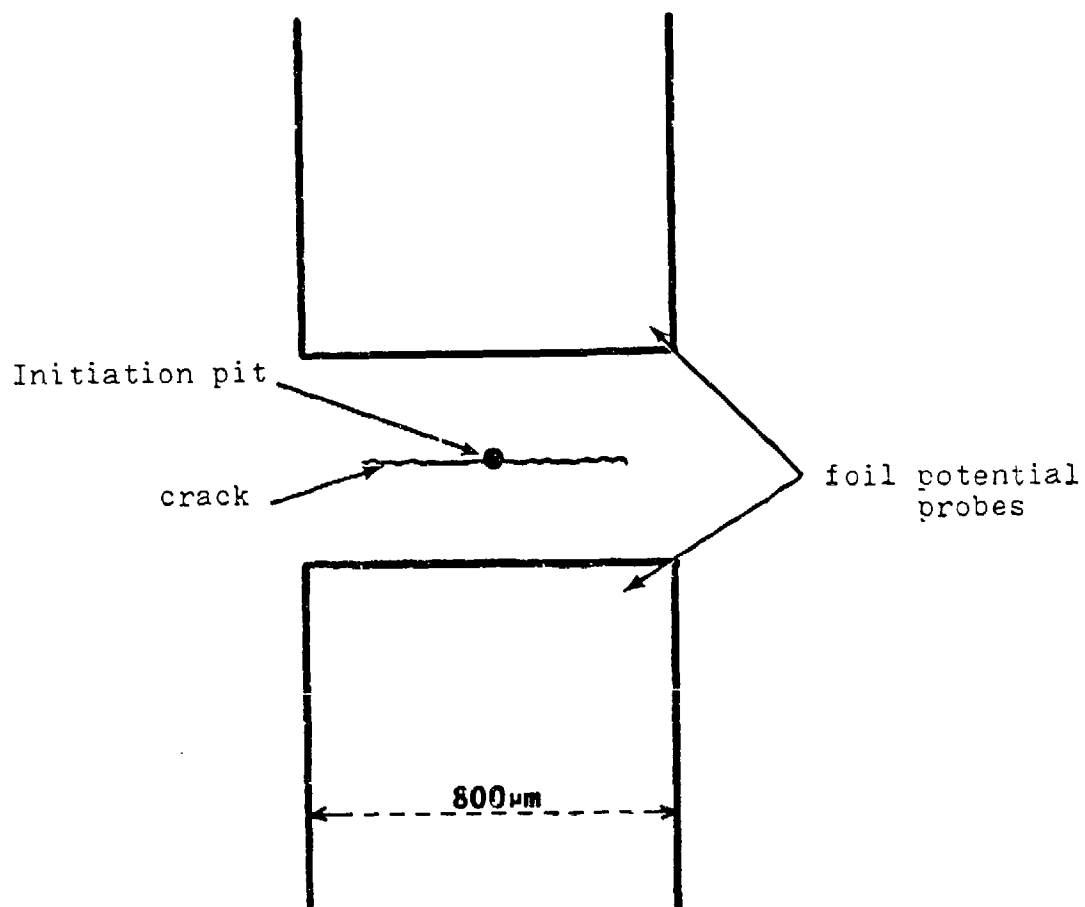 Initiation pit
crack
foil potential
probes
800μm